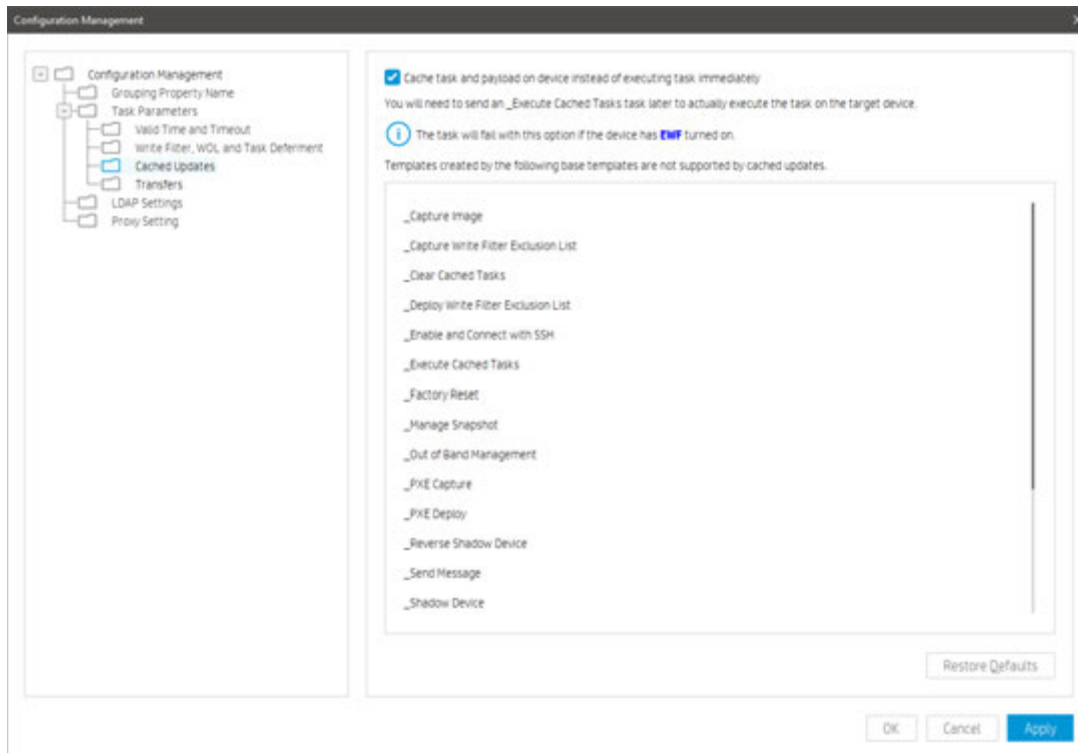 Configuration Management
Configuration Management
Grouping Property Name
Task Parameters
Valid Time and Timeout
Write Filter, WOL and Task Deferment
Cached Updates
Transfers
LDAP Settings
Proxy Setting
Cache task and payload on device instead of executing task immediately
You will need to send an _Execute Cached Tasks task later to actually execute the task on the target device.
The task will fail with this option if the device has EWF turned on.
Templates created by the following base templates are not supported by cached updates.
_Capture Image
_Capture Write Filter Exclusion List
_Clear Cached Tasks
_Deploy Write Filter Exclusion List
_Enable and Connect with SSH
_Execute Cached Tasks
_Factory Reset
_Manage Snapshot
_Out of Band Management
_PXE Capture
_PXE Deploy
_Reverse Shadow Device
_Send Message
_Shadow Device
Restore Defaults
OK Cancel Apply